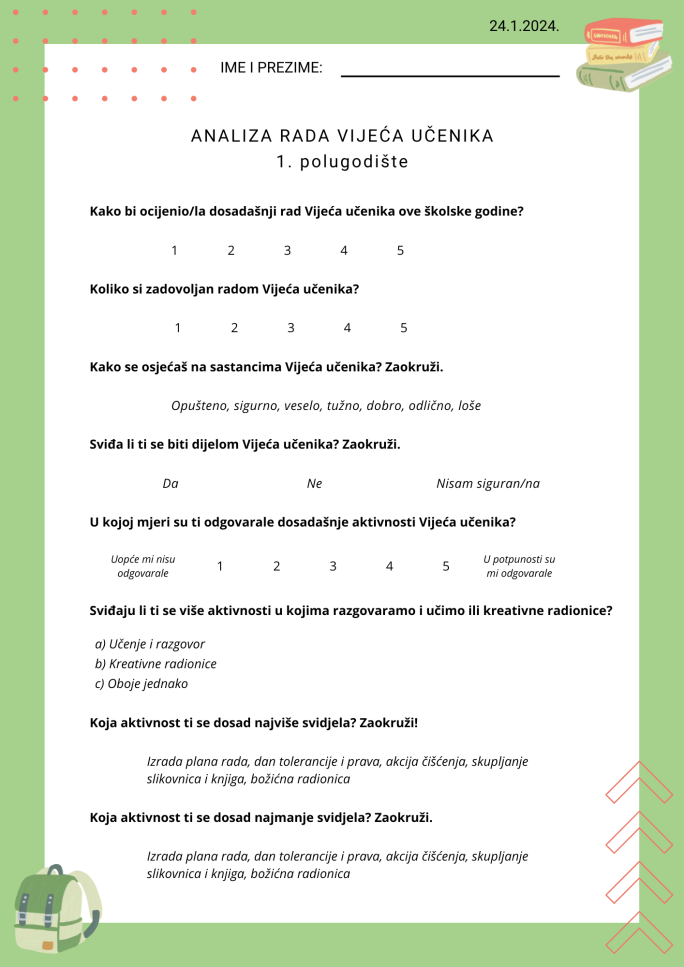 24.1.2024.
IME I PREZIME:
ANALIZA RADA VIJEĆA UČENIKA
1. polugodište
Kako bi ocijenio/la dosadašnji rad Vijeća učenika ove školske godine?
1 2 3 4 5
Koliko si zadovoljan radom Vijeća učenika?
1 2 3 4 5
Kako se osjećaš na sastancima Vijeća učenika? Zaokruži.
Opušteno, sigurno, veselo, tužno, dobro, odlično, loše
Sviđa li ti se biti dijelom Vijeća učenika? Zaokruži.
Da Ne Nisam siguran/na
U kojoj mjeri su ti odgovarale dosadašnje aktivnosti Vijeća učenika?
Uopće mi nisu
odgovarale
1 2 3 4 5
U potpunosti su
mi odgovarale
Sviđaju li ti se više aktivnosti u kojima razgovaramo i učimo ili kreativne radionice?
a) Učenje i razgovor
b) Kreativne radionice
c) Oboje jednako
Koja aktivnost ti se dosad najviše svidjela? Zaokruži!
Izrada plana rada, dan tolerancije i prava, akcija čišćenja, skupljanje
slikovnica i knjiga, božićna radionica
Koja aktivnost ti se dosad najmanje svidjela? Zaokruži.
Izrada plana rada, dan tolerancije i prava, akcija čišćenja, skupljanje
slikovnica i knjiga, božićna radionica